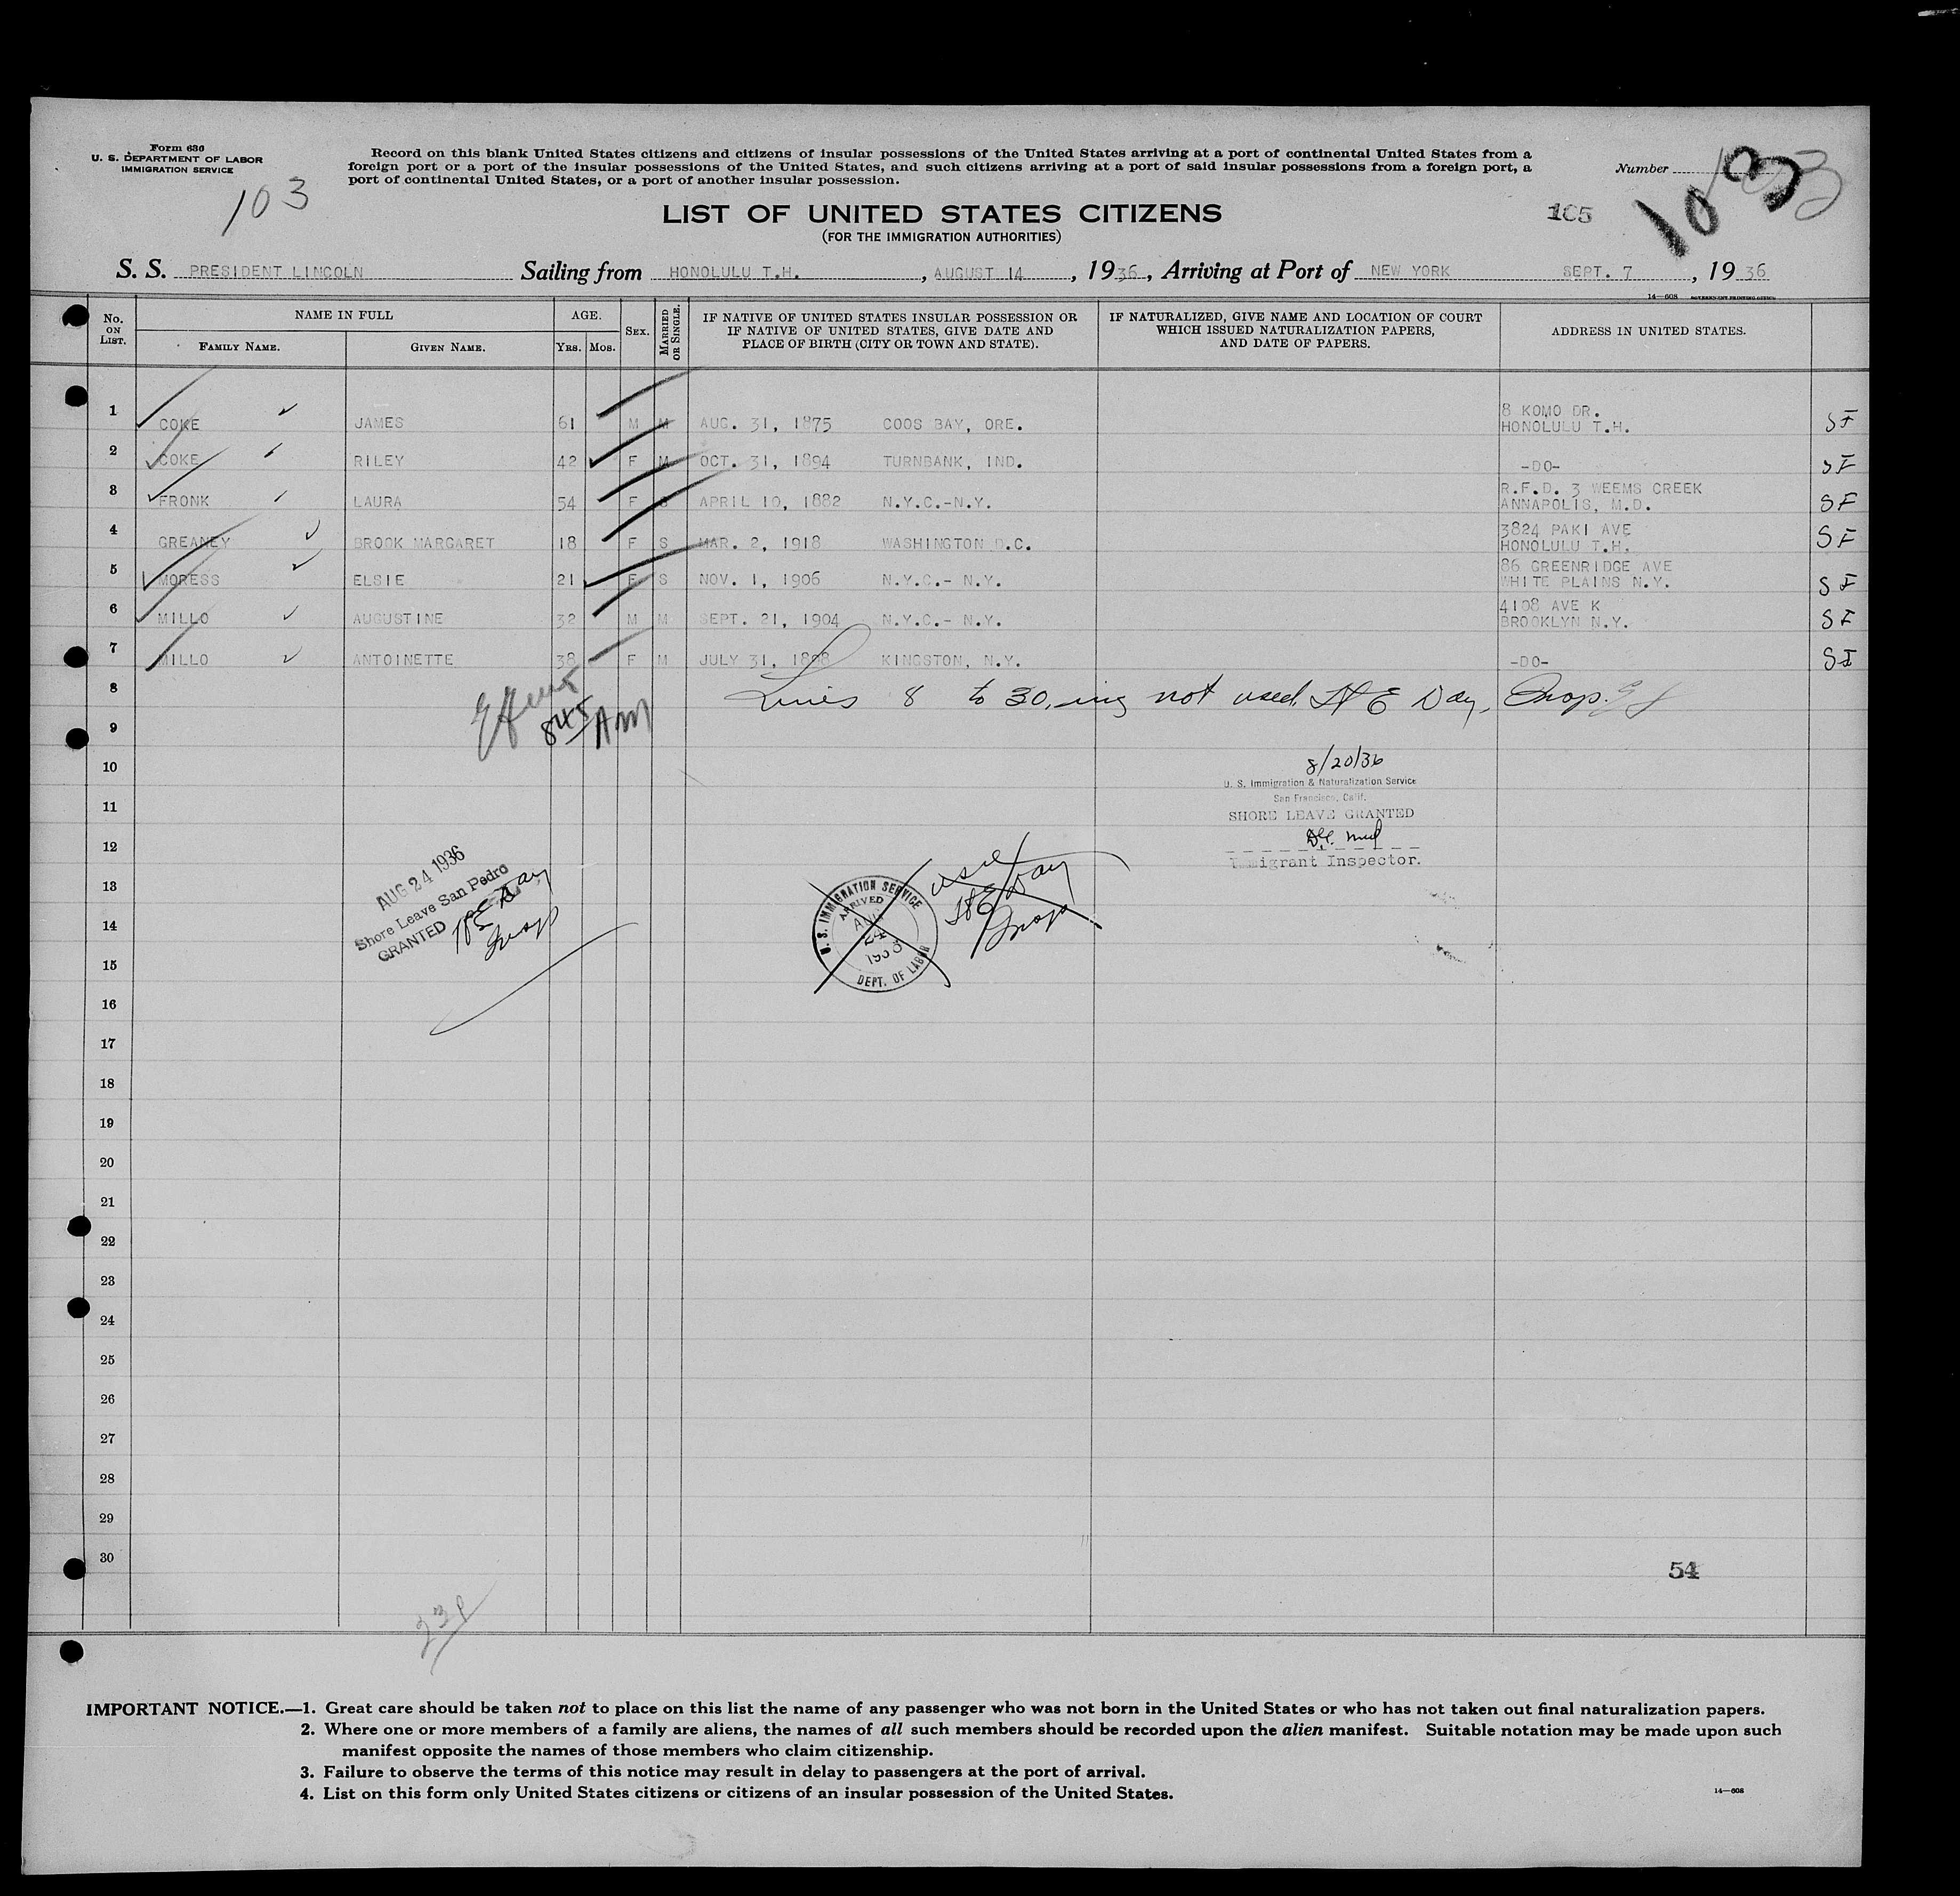 Form 636
U. S. DEPARTMENT OF LABOR
IMMIGRATION SERVICE
103
Record on this blank United States citizens and citizens of insular possessions of the United States arriving at a port of continental United States from a
foreign port or a port of the insular possessions of the United States, and such citizens arriving at a port of said insular possessions from a foreign port, a
port of continental United States, or a port of another insular possession.
Number 103
103
LIST OF UNITED STATES CITIZENS
(FOR THE IMMIGRATION AUTHORITIES)
105
S. S. PRESIDENT LINCOLN Sailing from HONOLULU T.H. , AUGUST 14 , 1936, Arriving at Port of NEW YORK SEPT. 7 , 1936
14—608 GOVERNMENT PRINTING OFFICE
No. ON LIST. NAME IN FULL AGE. SEX. MARRIED OR SINGLE. IF NATIVE OF UNITED STATES INSULAR POSSESSION OR IF NATIVE OF UNITED STATES, GIVE DATE AND PLACE OF BIRTH (CITY OR TOWN AND STATE). IF NATURALIZED, GIVE NAME AND LOCATION OF COURT WHICH ISSUED NATURALIZATION PAPERS, AND DATE OF PAPERS. ADDRESS IN UNITED STATES.
FAMILY NAME. GIVEN NAME. YRS. MOS.
1 COKE JAMES 61 M M AUG. 31, 1875 COOS BAY, ORE. 8 KOMO DR. HONOLULU T.H. SF
2 COKE RILEY 42 F M OCT. 31, 1894 TURNBANK, IND. -DO- SF
3 FRONK LAURA 54 F S APRIL 10, 1882 N.Y.C.-N.Y. R.F.D. 3 WEEMS CREEK ANNAPOLIS, M.D. SF
4 GREANEY BROOK MARGARET 18 F S MAR. 2, 1918 WASHINGTON D.C. 3824 PAKI AVE HONOLULU T.H. SF
5 MORESS ELSIE 21 F S NOV. 1, 1906 N.Y.C.- N.Y. 86 GREENRIDGE AVE WHITE PLAINS N.Y. SF
6 MILLO AUGUSTINE 32 M M SEPT. 21, 1904 N.Y.C.- N.Y. 4108 AVE K BROOKLYN N.Y. SF
7 MILLO ANTOINETTE 38 F M JULY 31, 1898 KINGSTON, N.Y. -DO- SF
8 Lines 8 to 30, inc not used. H E Day, Insp.
845 AM
9
10
8/20/36
U. S. Immigration & Naturalization Service
San Francisco, Calif.
11
SHORE LEAVE GRANTED
12
Immigrant Inspector.
AUG 24 1936
Shore Leave San Pedro
GRANTED
H E Day
Insp
13
U. S. IMMIGRATION SERVICE
ARRIVED
AUG
24
1936
DEPT. OF LABOR
H E Day
Insp
14
15
16
17
18
19
20
21
22
23
24
25
26
27
28
29
30
54
IMPORTANT NOTICE.—1. Great care should be taken not to place on this list the name of any passenger who was not born in the United States or who has not taken out final naturalization papers.
2. Where one or more members of a family are aliens, the names of all such members should be recorded upon the alien manifest. Suitable notation may be made upon such
manifest opposite the names of those members who claim citizenship.
3. Failure to observe the terms of this notice may result in delay to passengers at the port of arrival.
4. List on this form only United States citizens or citizens of an insular possession of the United States.
14—608